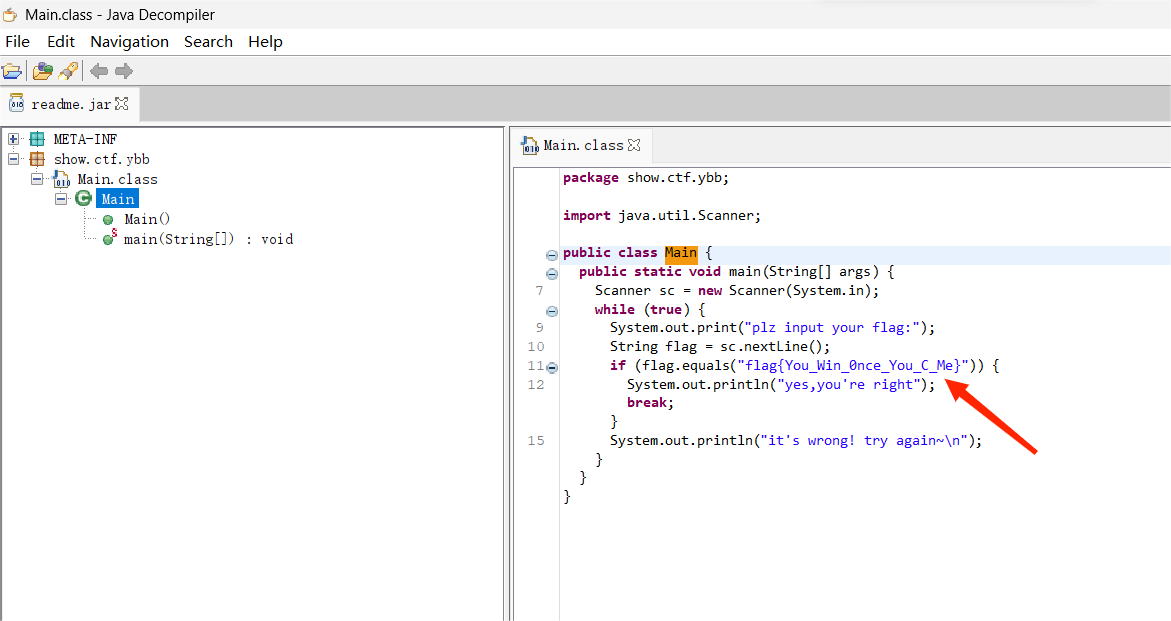 Main.class - Java Decompiler
File Edit Navigation Search Help
readme.jar
META-INF
show.ctf.ybb
Main.class
Main
Main()
main(String[]) : void
Main.class
package show.ctf.ybb;
import java.util.Scanner;
public class Main {
public static void main(String[] args) {
7 Scanner sc = new Scanner(System.in);
while (true) {
9 System.out.print("plz input your flag:");
10 String flag = sc.nextLine();
11 if (flag.equals("flag{You_Win_0nce_You_C_Me}")) {
12 System.out.println("yes,you're right");
break;
}
15 System.out.println("it's wrong! try again~\n");
}
}
}